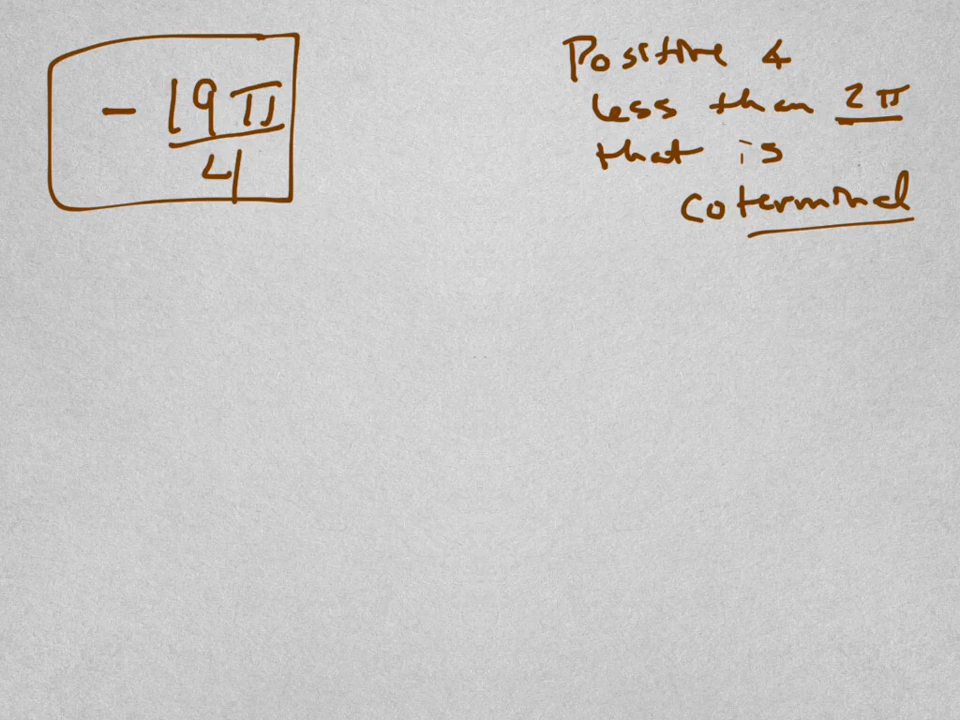 - 19π
4
Positive &
less than 2π
that is
coterminal